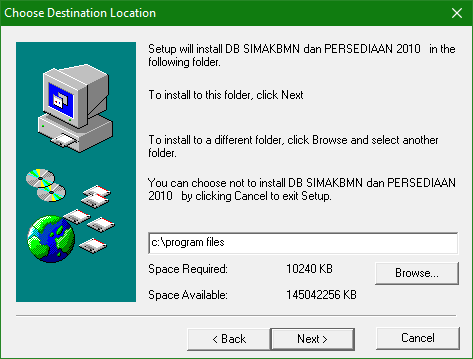 Choose Destination Location
Setup will install DB SIMAKBMN dan PERSEDIAAN 2010   in the
following folder.
To install to this folder, click Next
To install to a different folder, click Browse and select another
folder.
You can choose not to install DB SIMAKBMN dan PERSEDIAAN
2010   by clicking Cancel to exit Setup.
c:\program files
Space Required: 10240 KB
Browse...
Space Available: 145042256 KB
< Back Next > Cancel